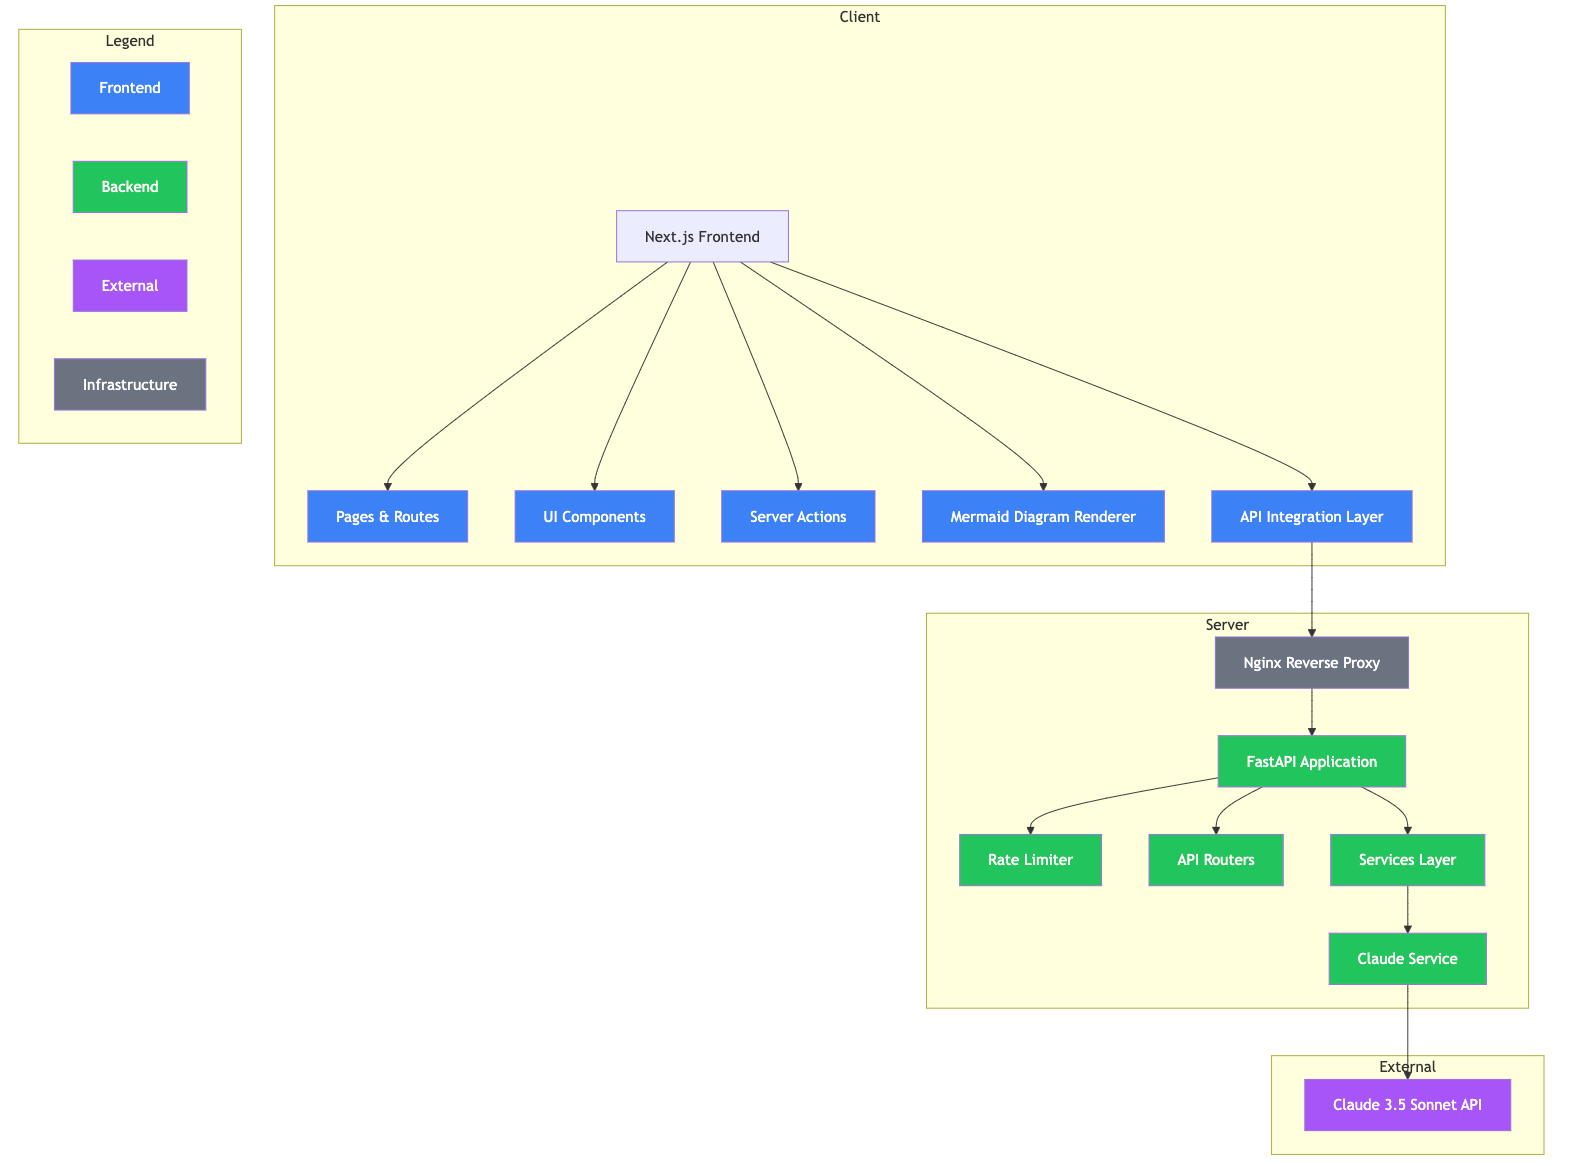 Legend
Frontend
Backend
External
Infrastructure
Client
Next.js Frontend
Pages & Routes
UI Components
Server Actions
Mermaid Diagram Renderer
API Integration Layer
Server
Nginx Reverse Proxy
FastAPI Application
Rate Limiter
API Routers
Services Layer
Claude Service
External
Claude 3.5 Sonnet API